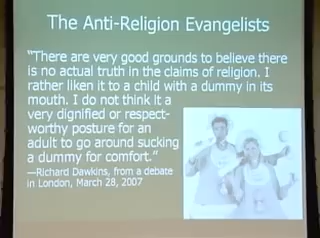 The Anti-Religion Evangelists
“There are very good grounds to believe there
is no actual truth in the claims of religion. I
rather liken it to a child with a dummy in its
mouth. I do not think it a
very dignified or respect-
worthy posture for an
adult to go around sucking
a dummy for comfort.”
—Richard Dawkins, from a debate
in London, March 28, 2007